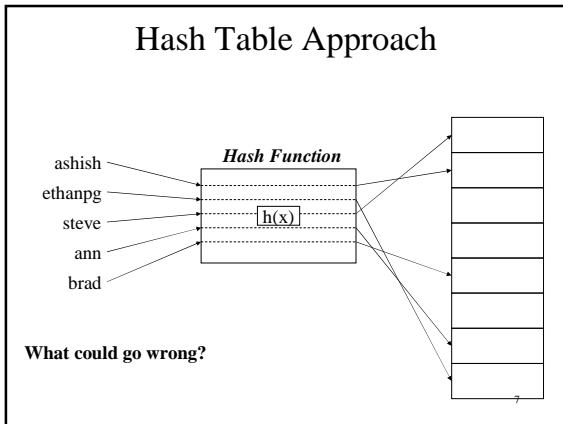 Hash Table Approach
Hash Function
ashish
ethanpg
steve
ann
brad
h(x)
What could go wrong?
7